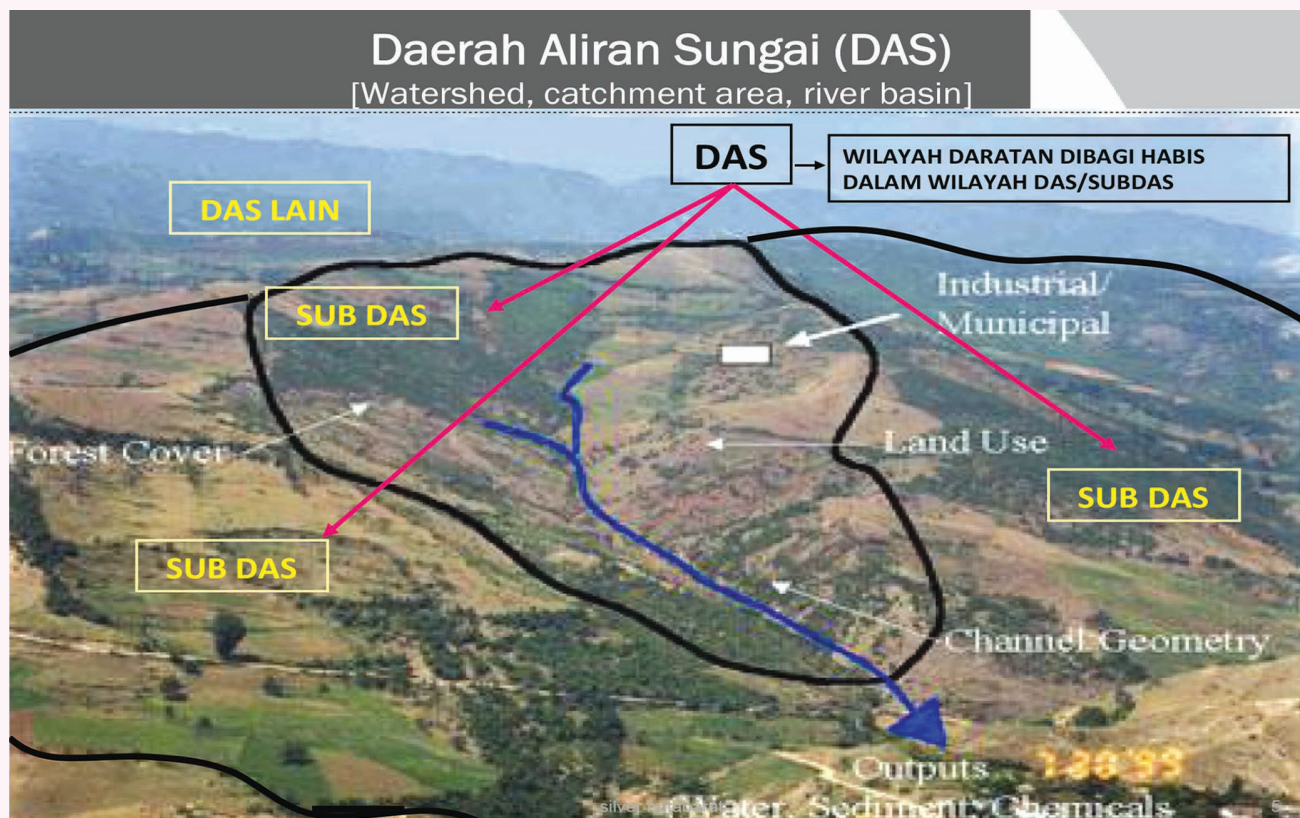 Daerah Aliran Sungai (DAS)
[Watershed, catchment area, river basin]
DAS
WILAYAH DARATAN DIBAGI HABIS
DALAM WILAYAH DAS/SUBDAS
DAS LAIN
SUB DAS
Industrial/
Municipal
Forest Cover
Land Use
SUB DAS
SUB DAS
Channel Geometry
Outputs
Water, Sediment, Chemicals
5